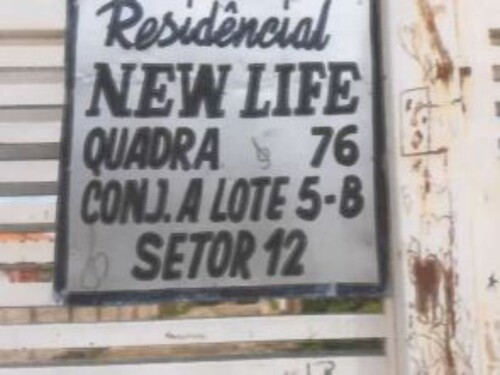 Residêncial
NEW LIFE
QUADRA 76
CONJ. A LOTE 5-B
SETOR 12